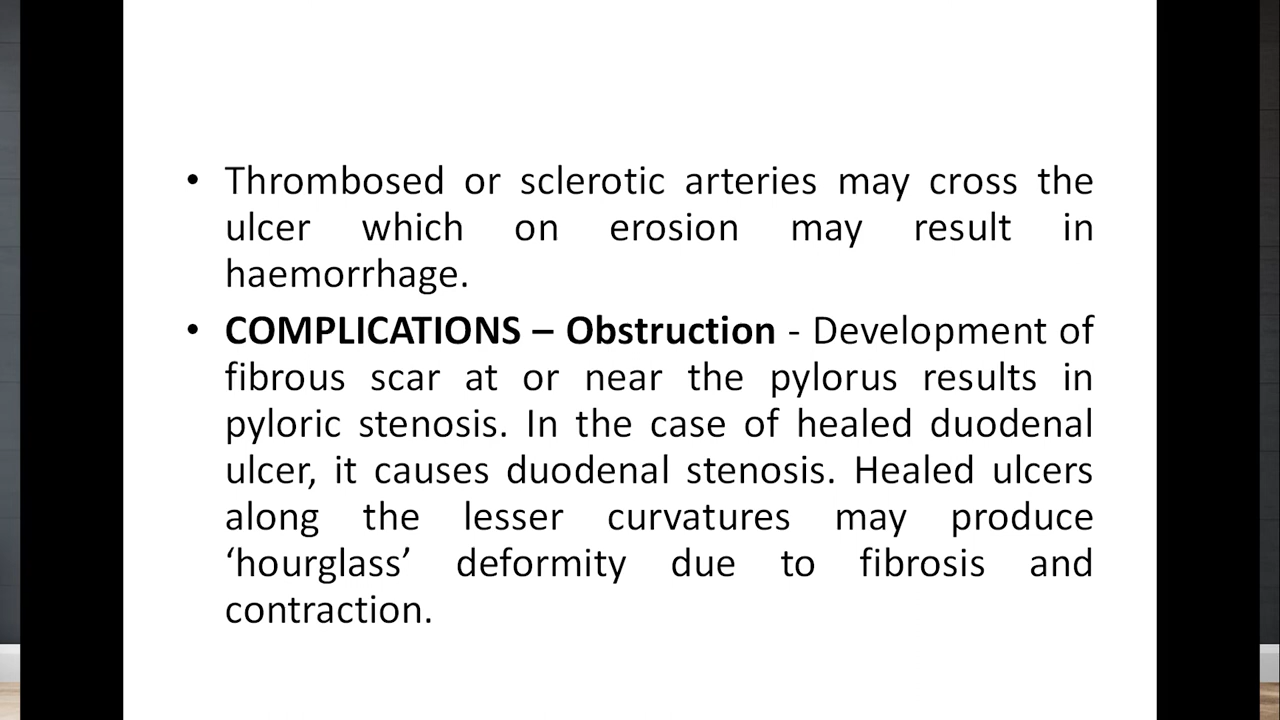 • Thrombosed or sclerotic arteries may cross the
ulcer which on erosion may result in
haemorrhage.
• COMPLICATIONS – Obstruction - Development of
fibrous scar at or near the pylorus results in
pyloric stenosis. In the case of healed duodenal
ulcer, it causes duodenal stenosis. Healed ulcers
along the lesser curvatures may produce
‘hourglass’ deformity due to fibrosis and
contraction.